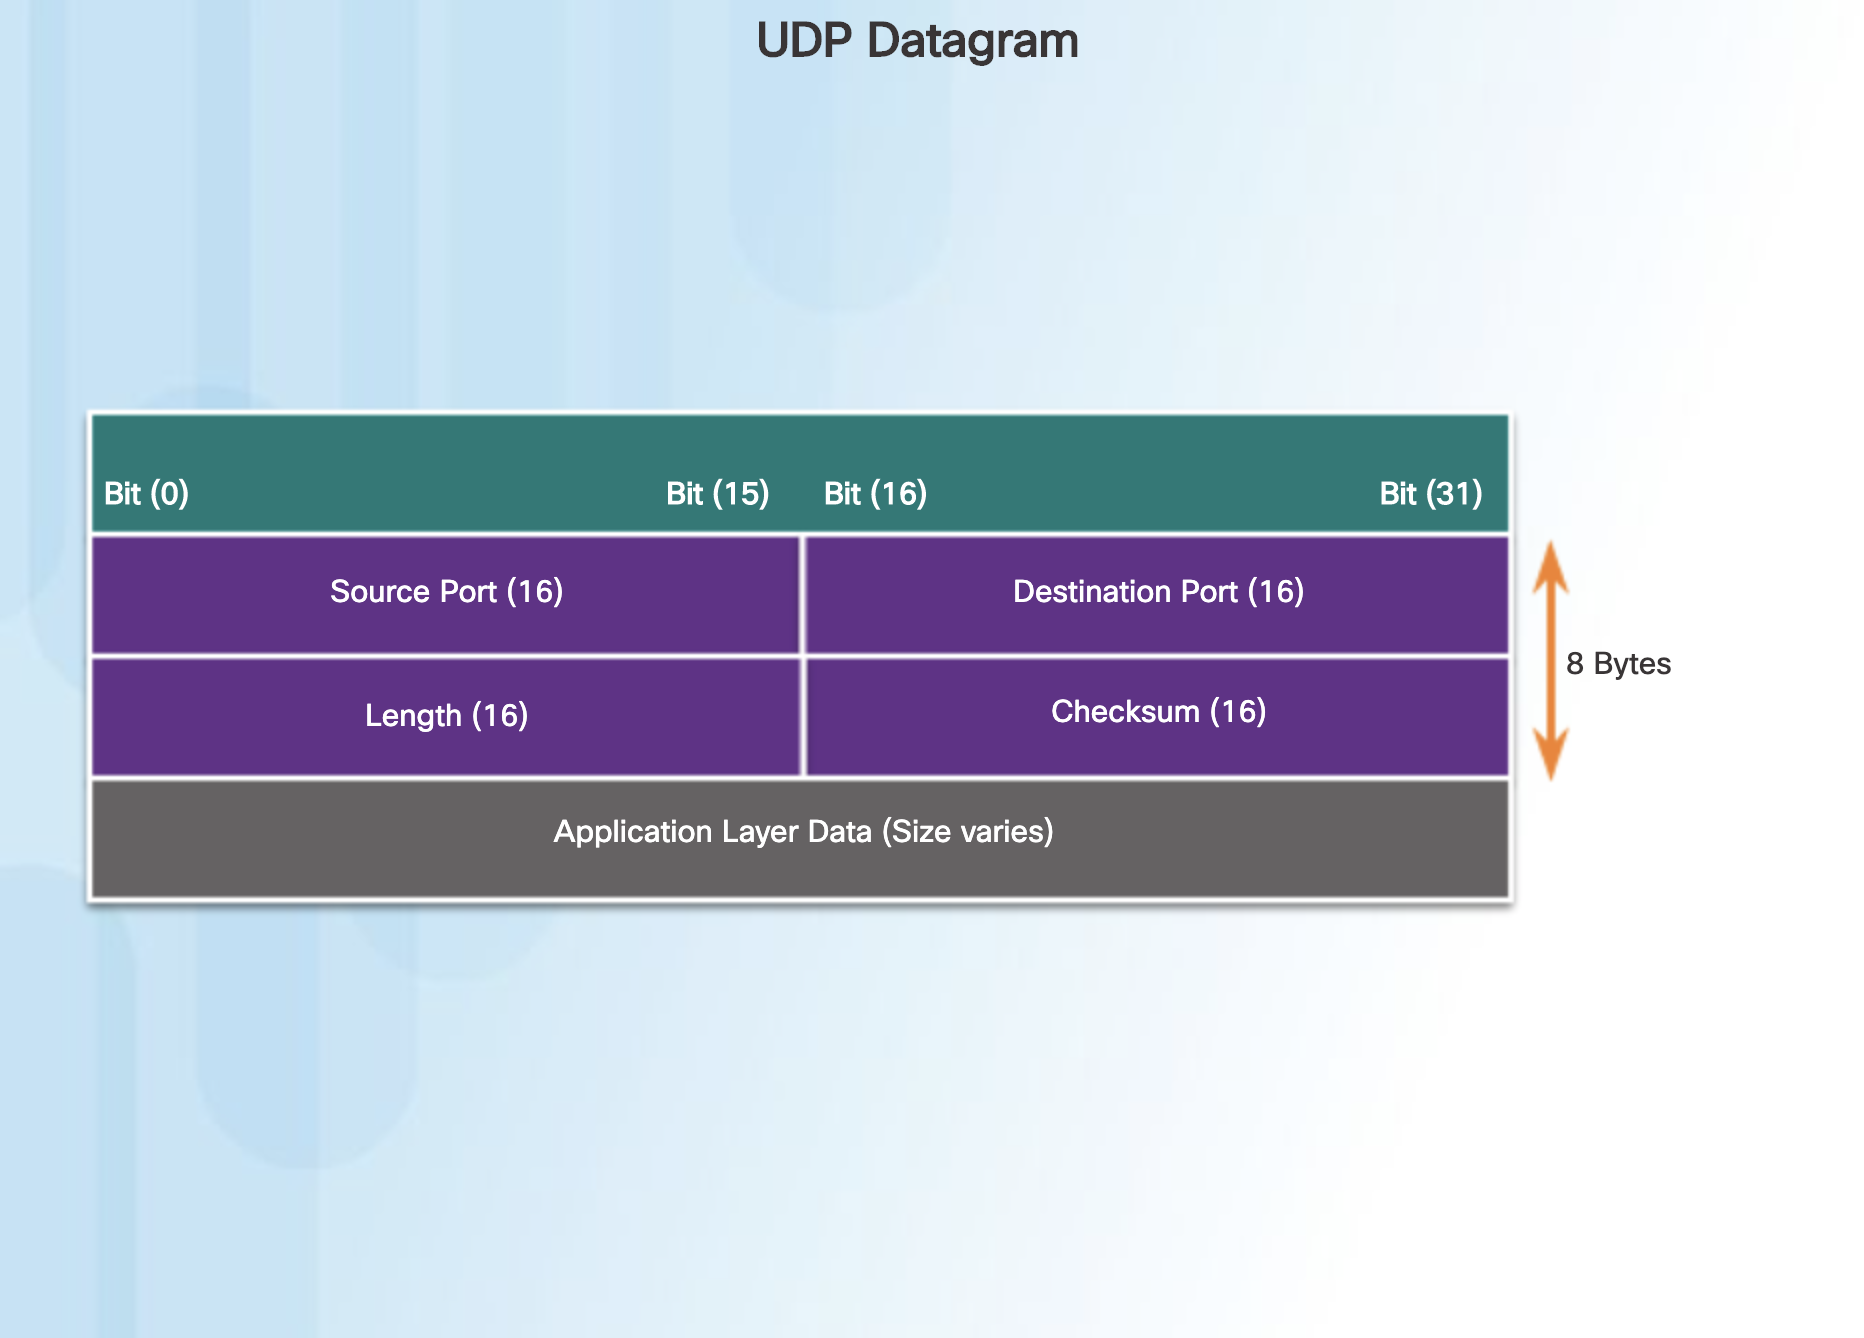 UDP Datagram
Bit (0) Bit (15) Bit (16) Bit (31)
Source Port (16) Destination Port (16)
8 Bytes
Length (16) Checksum (16)
Application Layer Data (Size varies)